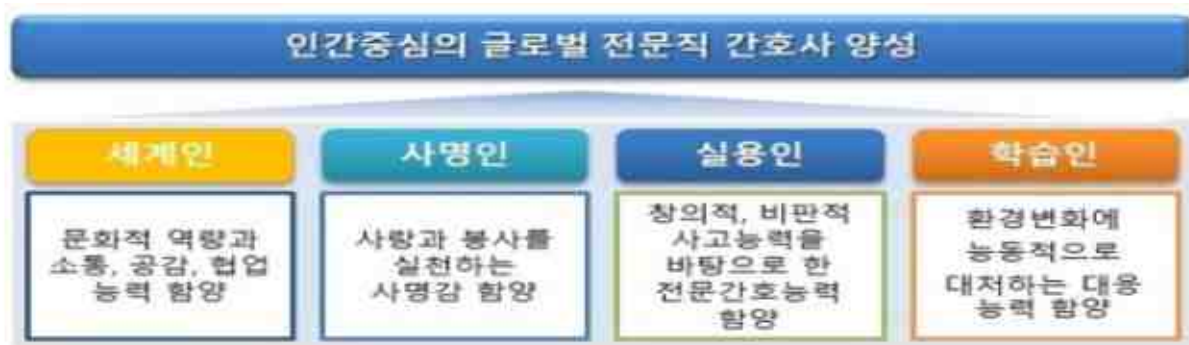 인간중심의 글로벌 전문직 간호사 양성
세계인
문화적 역량과
소통, 공감, 협업
능력 함양
사명인
사랑과 봉사를
실천하는
사명감 함양
실용인
창의적, 비판적
사고능력을
바탕으로 한
전문간호능력
함양
학습인
환경변화에
능동적으로
대처하는 대응
능력 함양